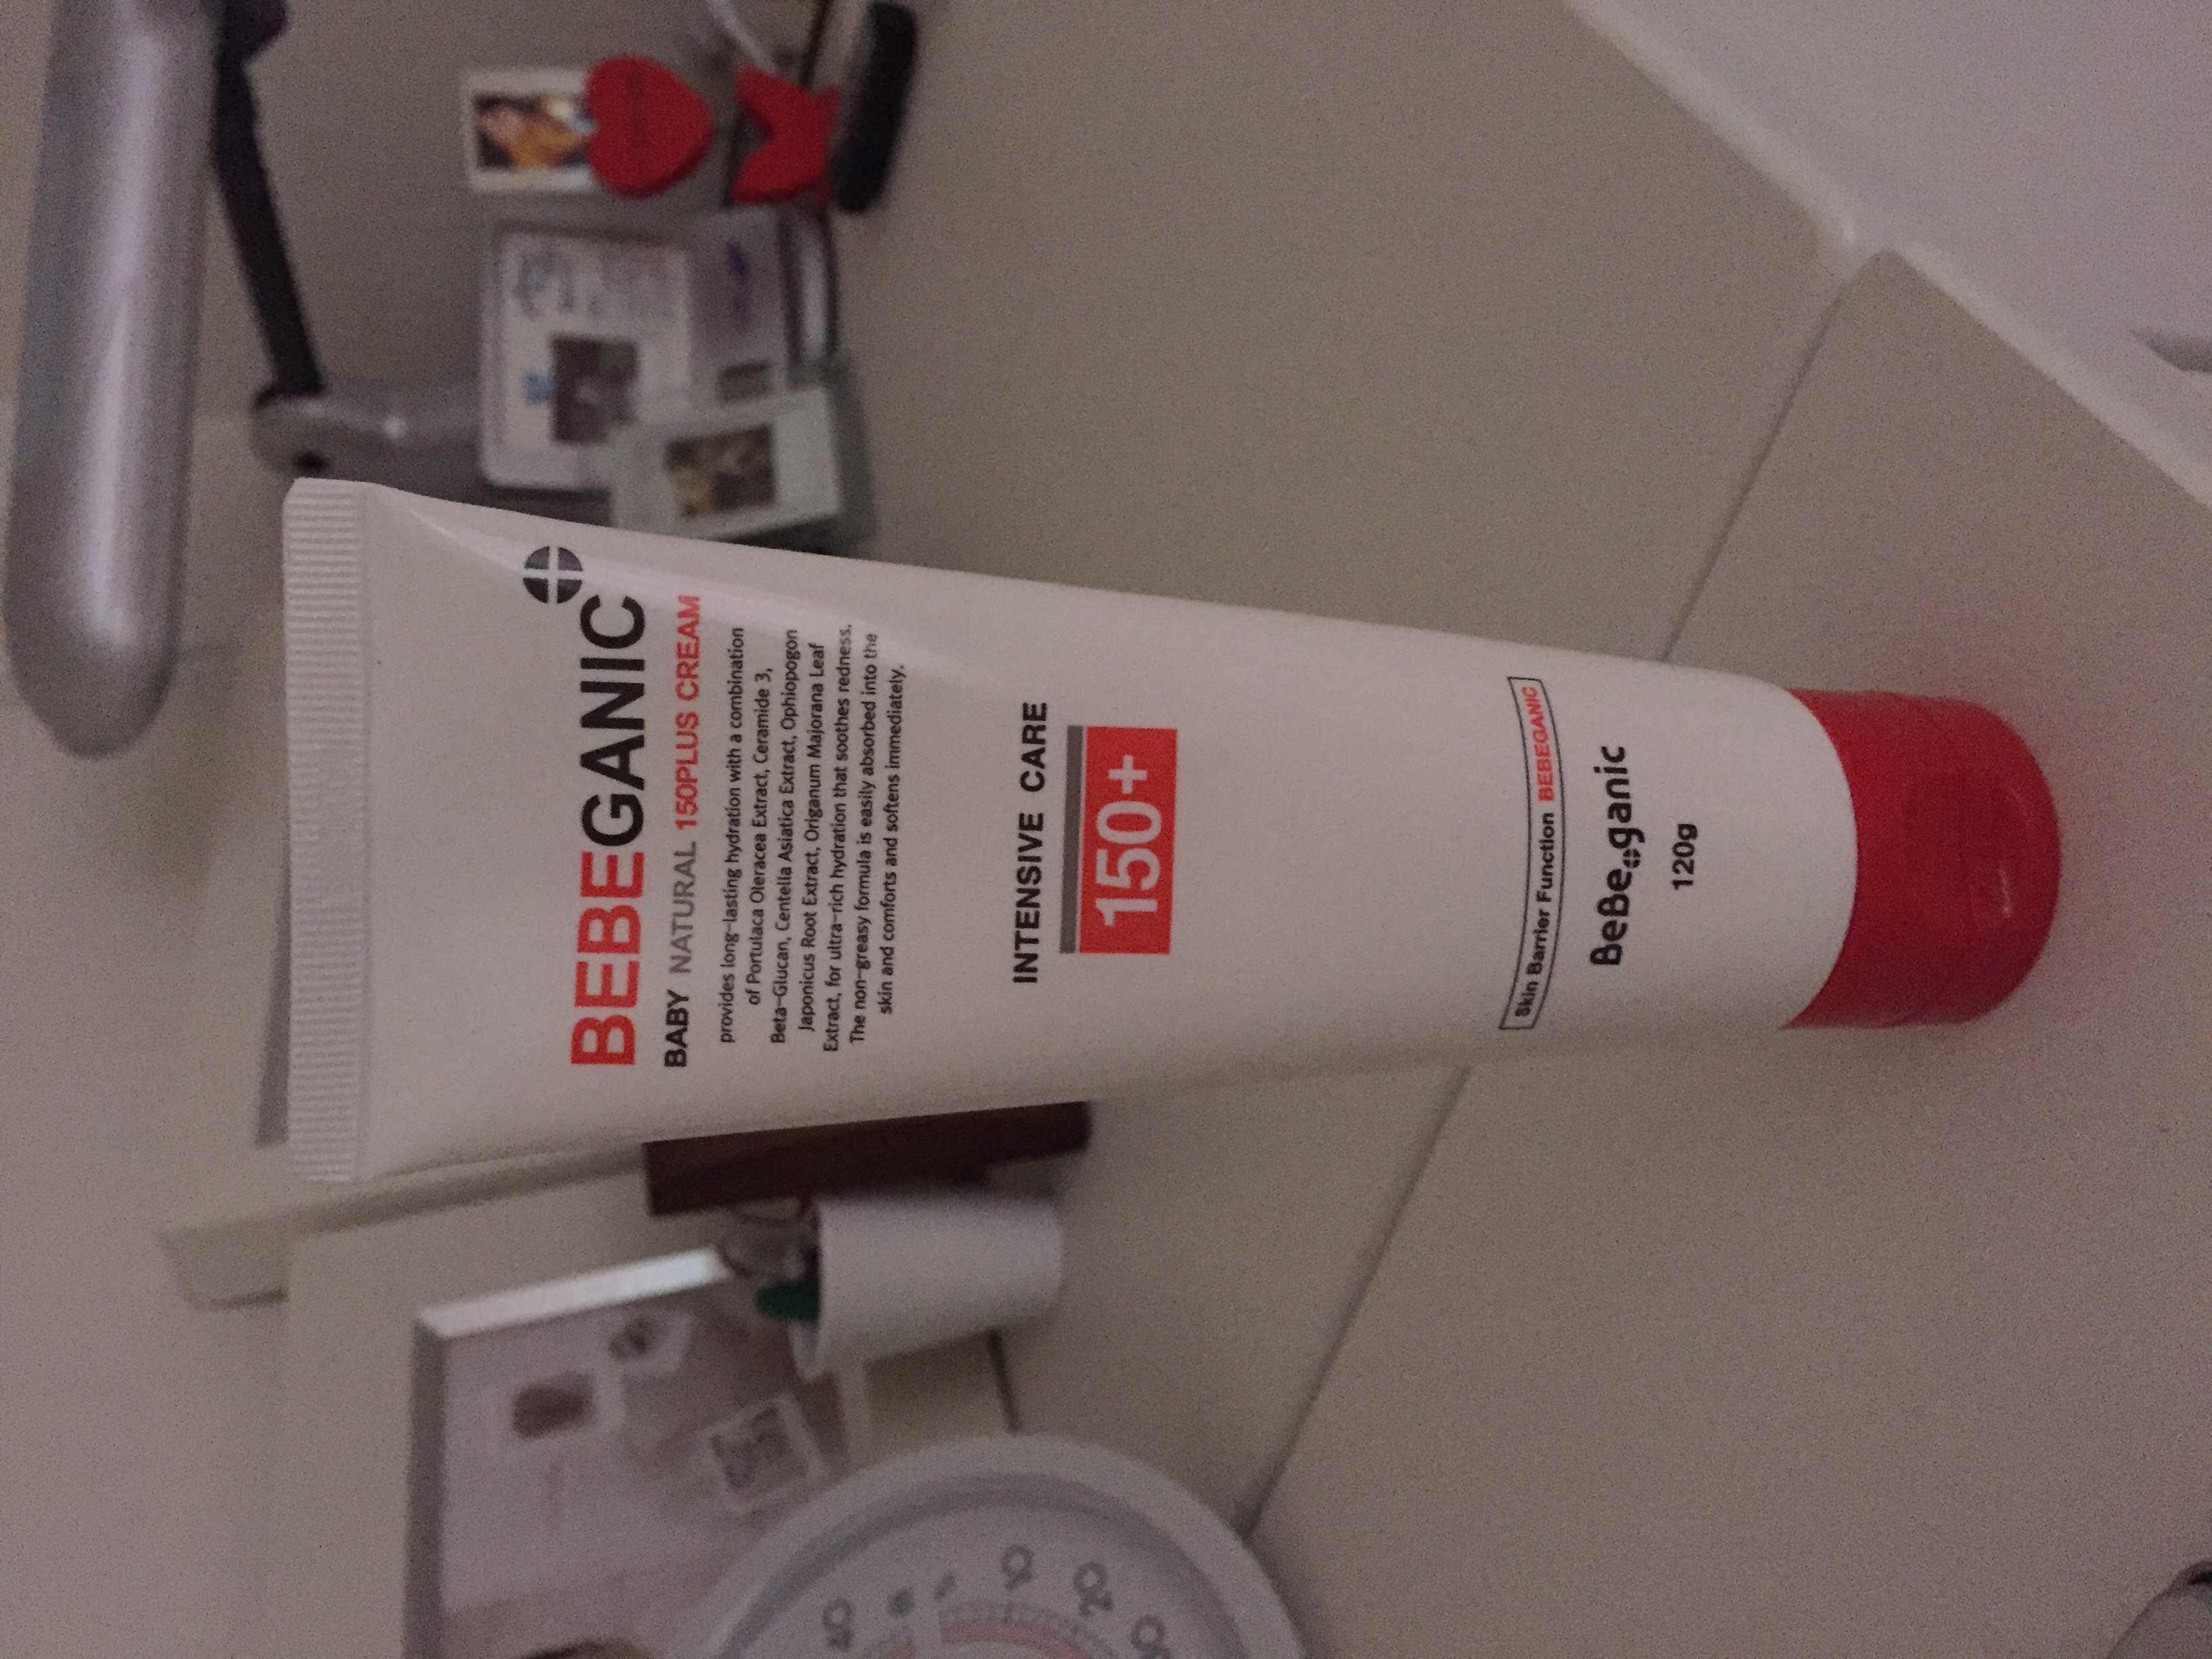 BEBEGANIC
BABY NATURAL 150PLUS CREAM
provides long-lasting hydration with a combination
of Portulaca Oleracea Extract, Ceramide 3,
Beta-Glucan, Centella Asiatica Extract, Ophiopogon
Japonicus Root Extract, Origanum Majorana Leaf
Extract, for ultra-rich hydration that soothes redness.
The non-greasy formula is easily absorbed into the
skin and comforts and softens immediately.
INTENSIVE CARE
150+
Skin Barrier Function BEBEGANIC
BeBeganic
120g
40
10
20